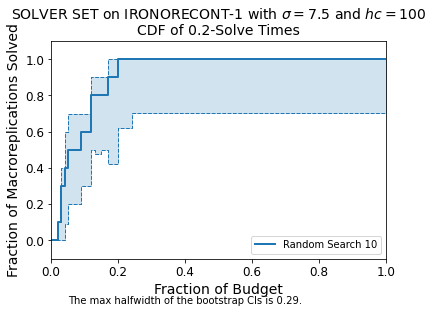 SOLVER SET on IRONORECONT-1 with σ = 7.5 and hc = 100
CDF of 0.2-Solve Times
Fraction of Macroreplications Solved
1.0
0.8
0.6
0.4
0.2
0.0
Random Search 10
0.0 0.2 0.4 0.6 0.8 1.0
Fraction of Budget
The max halfwidth of the bootstrap CIs is 0.29.